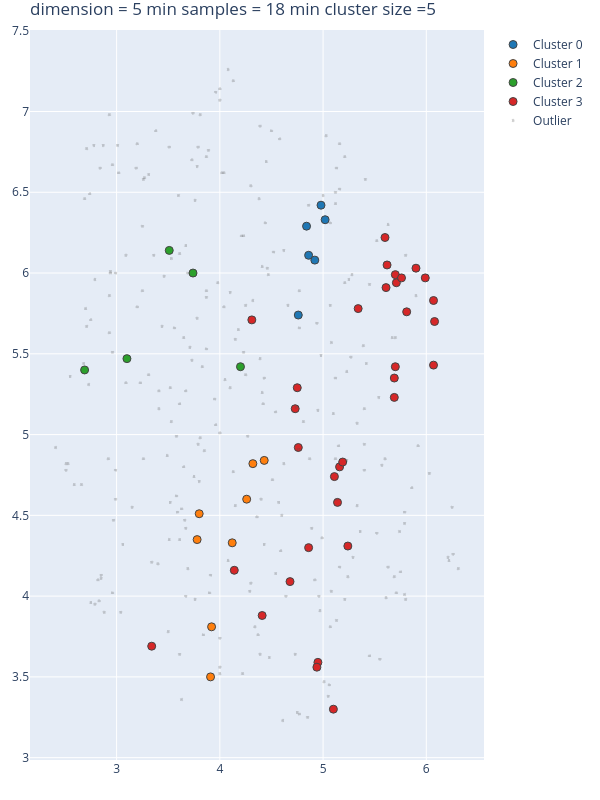 dimension = 5 min samples = 18 min cluster size =5
7.5
7
6.5
6
5.5
5
4.5
4
3.5
3
3 4 5 6
Cluster 0
Cluster 1
Cluster 2
Cluster 3
Outlier